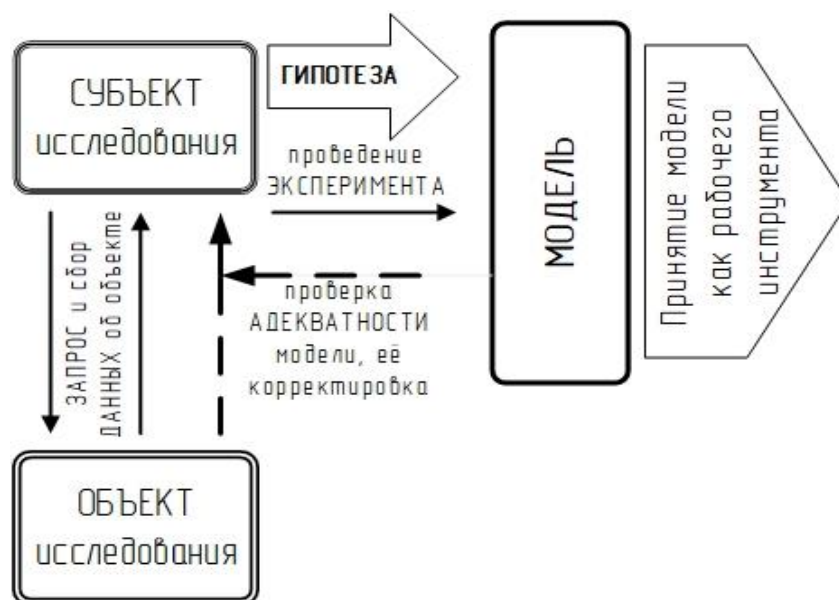 СУБЪЕКТ
исследования
ГИПОТЕЗА
проведение
ЭКСПЕРИМЕНТА
МОДЕЛЬ
Принятие модели
как рабочего
инструмента
ЗАПРОС и сбор
ДАННЫХ об объекте
проверка
АДЕКВАТНОСТИ
модели, её
корректировка
ОБЪЕКТ
исследования